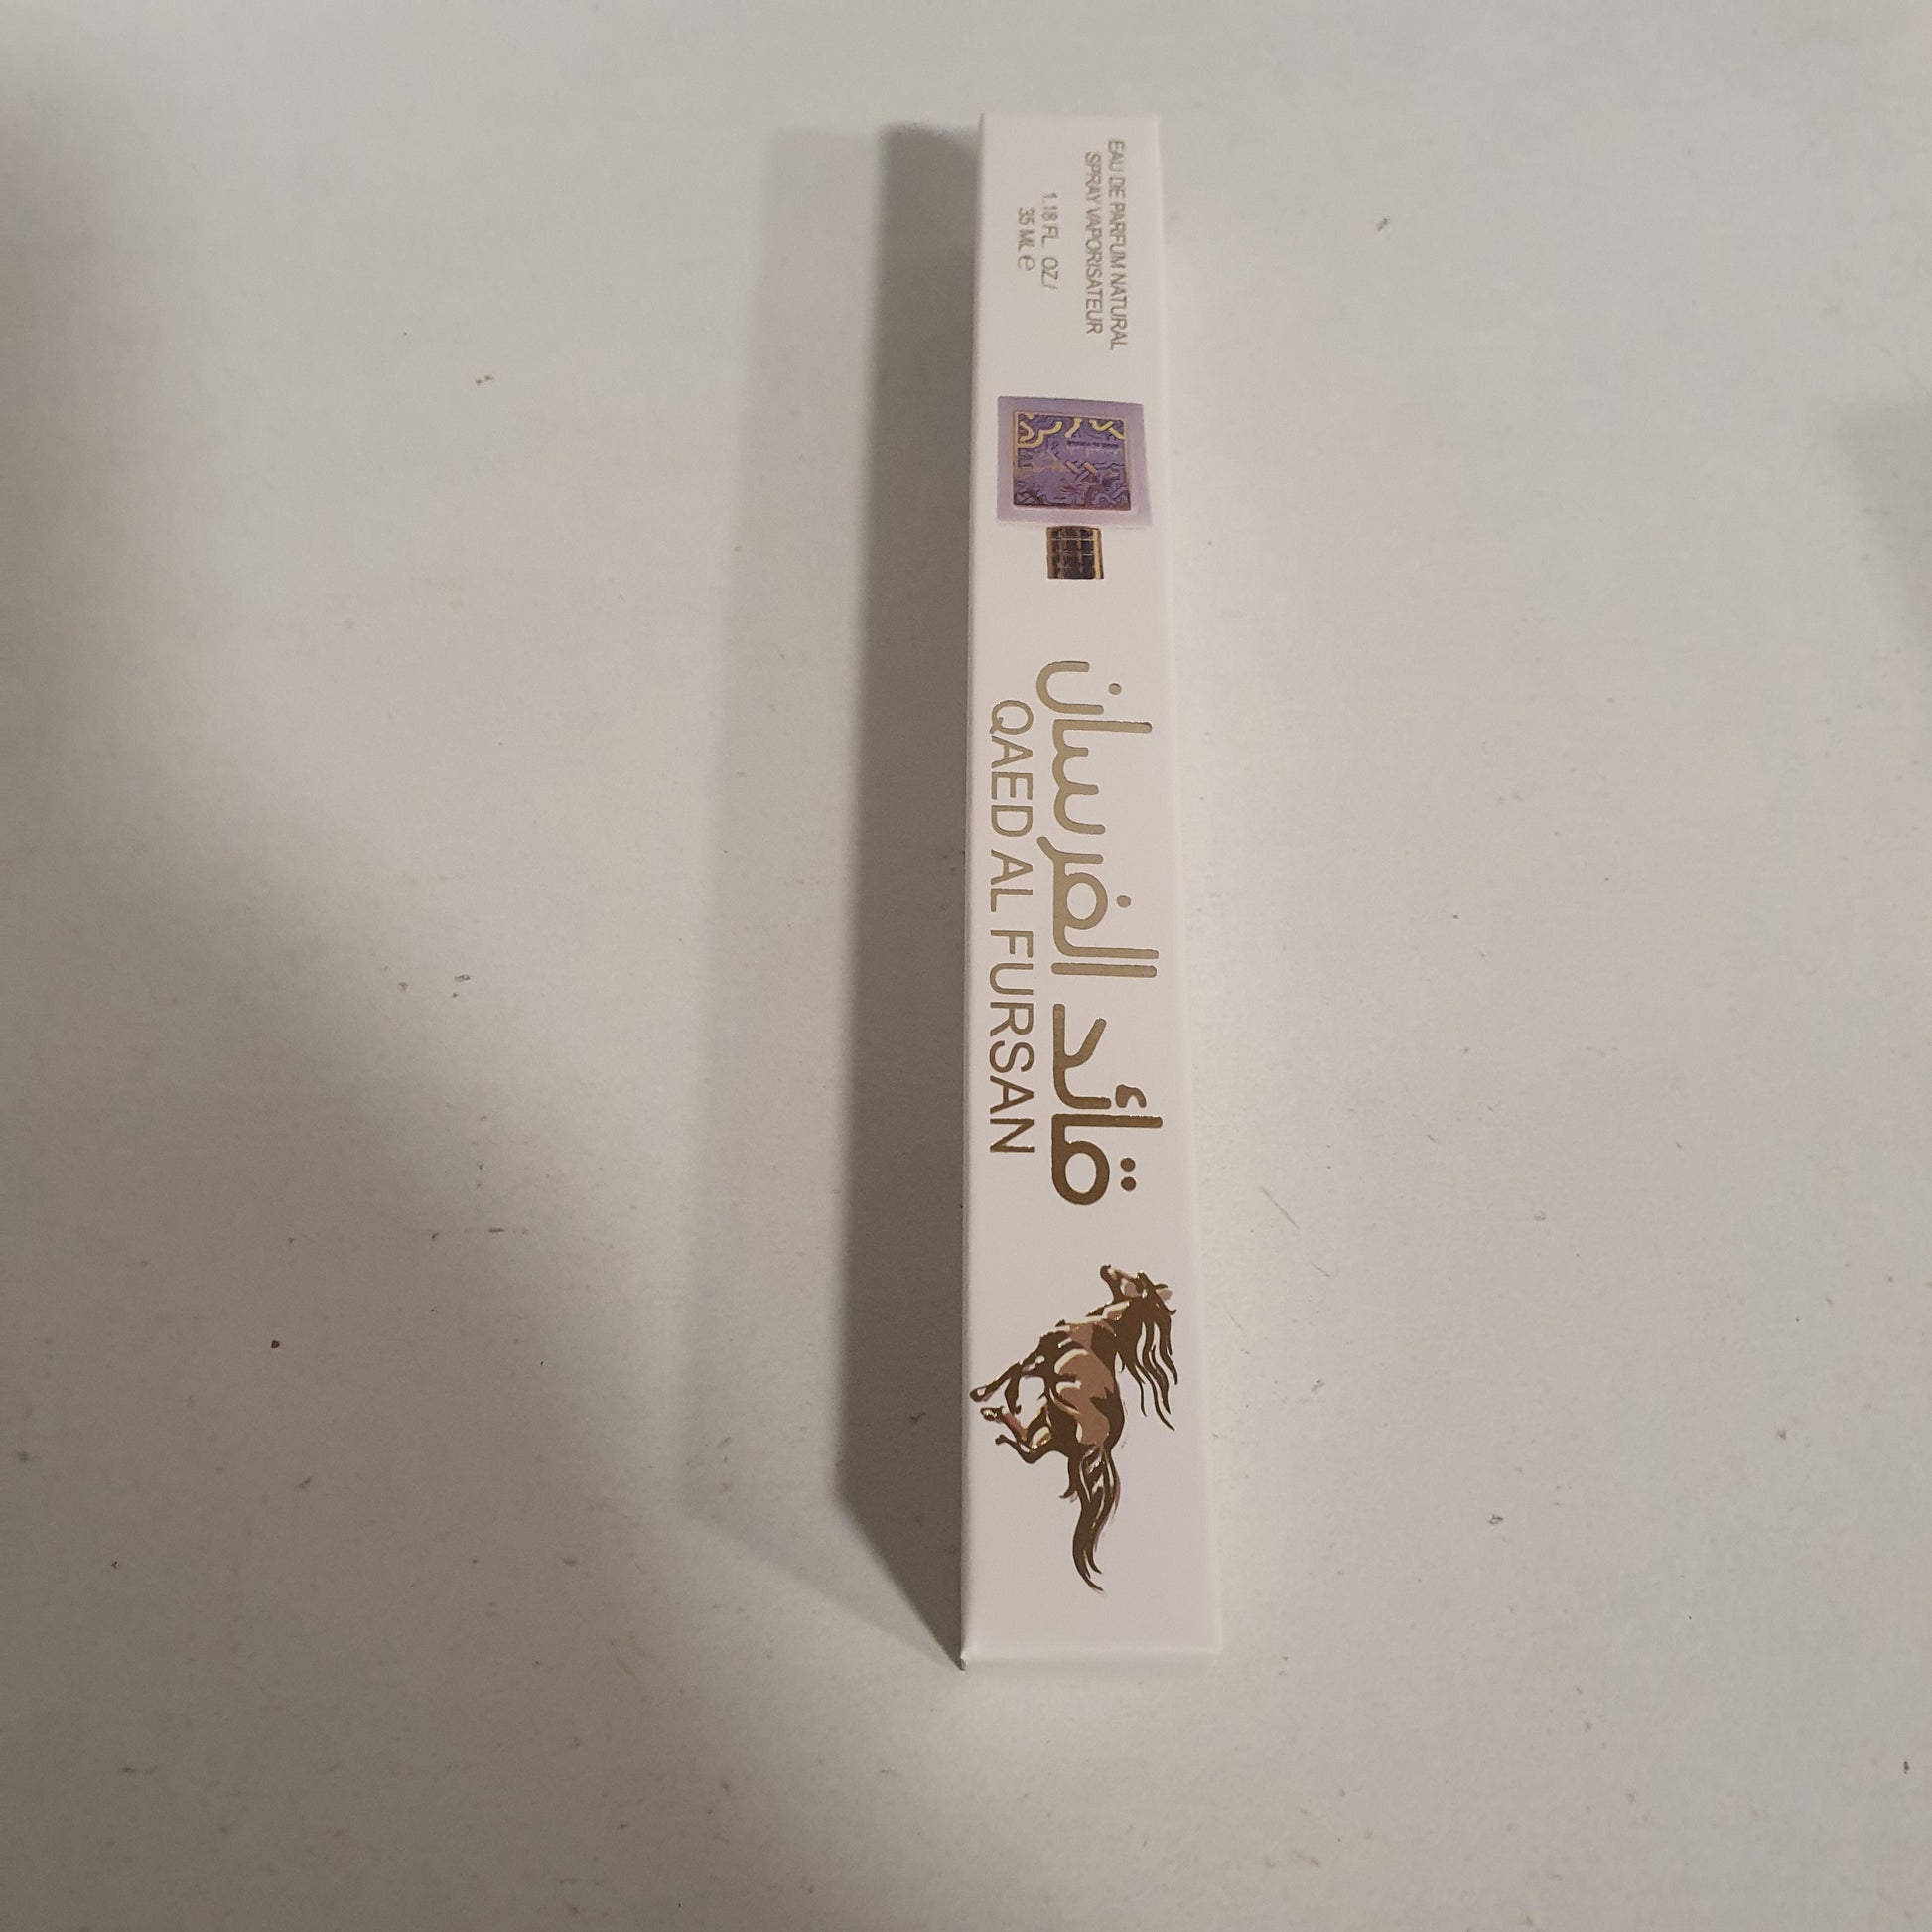 EAU DE PARFUM NATURAL
SPRAY VAPORISATEUR
1.18 FL. OZ./
35 ML ℮
قائد الفرسان
QAED AL FURSAN